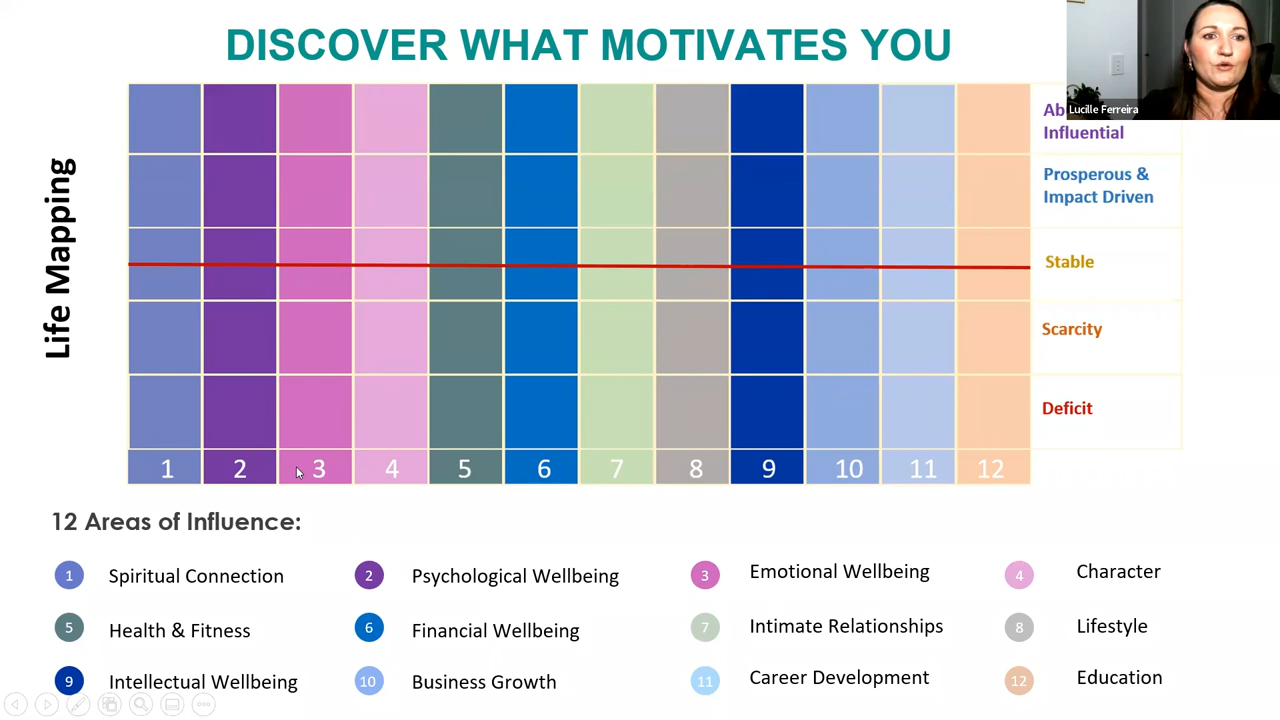 DISCOVER WHAT MOTIVATES YOU
Lucille Ferreira
Life Mapping
Influential
Prosperous &
Impact Driven
Stable
Scarcity
Deficit
1 2 3 4 5 6 7 8 9 10 11 12
12 Areas of Influence:
1 Spiritual Connection
2 Psychological Wellbeing
3 Emotional Wellbeing
4 Character
5 Health & Fitness
6 Financial Wellbeing
7 Intimate Relationships
8 Lifestyle
9 Intellectual Wellbeing
10 Business Growth
11 Career Development
12 Education